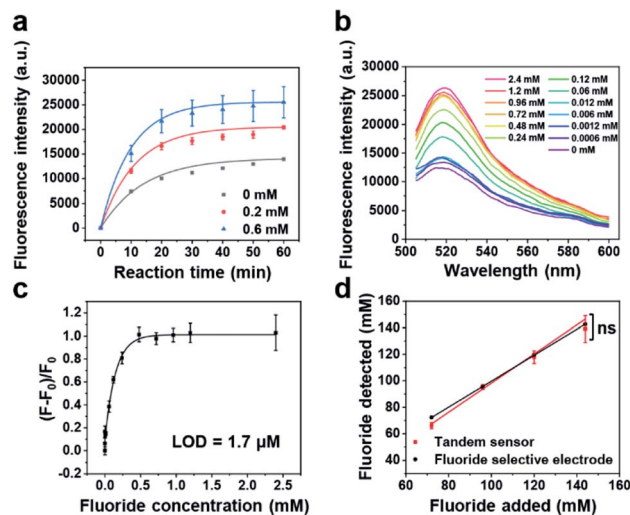 a
Fluorescence intensity (a.u.)
30000
25000
20000
15000
10000
5000
0
0 mM
0.2 mM
0.6 mM
0 10 20 30 40 50 60
Reaction time (min)
b
Fluorescence intensity (a.u.)
30000
25000
20000
15000
10000
5000
0
2.4 mM 0.12 mM
1.2 mM 0.06 mM
0.96 mM 0.012 mM
0.72 mM 0.006 mM
0.48 mM 0.0012 mM
0.24 mM 0.0006 mM
0 mM
500 520 540 560 580 600
Wavelength (nm)
c
(F-F0)/F0
1.4
1.2
1.0
0.8
0.6
0.4
0.2
0.0
-0.2
LOD = 1.7 µM
0.0 0.5 1.0 1.5 2.0 2.5
Fluoride concentration (mM)
d
Fluoride detected (mM)
160
140
120
100
80
60
40
ns
Tandem sensor
Fluoride selective electrode
60 80 100 120 140 160
Fluoride added (mM)